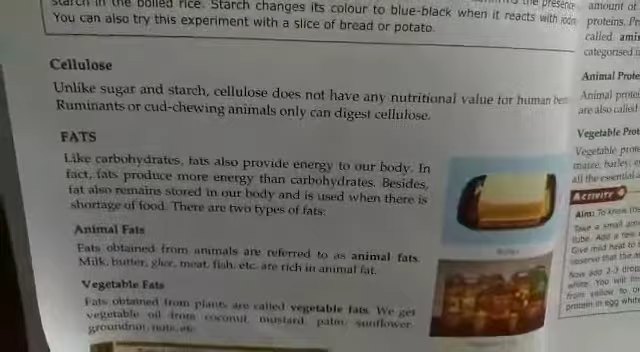 starch in the boiled rice. Starch changes its colour to blue-black when it reacts with
You can also try this experiment with a slice of bread or potato.
Cellulose
Unlike sugar and starch, cellulose does not have any nutritional value for human
Ruminants or cud-chewing animals only can digest cellulose.
FATS
Like carbohydrates, fats also provide energy to our body. In
fact, fats produce more energy than carbohydrates. Besides,
fat also remains stored in our body and is used when there is
shortage of food. There are two types of fats:
Animal Fats
Fats obtained from animals are referred to as animal fats.
Milk, butter, ghee, meat, fish, etc. are rich in animal fat.
Vegetable Fats
Fats obtained from plants are called vegetable fats. We get
vegetable oil from coconut, mustard, palm, sunflower,
groundnut, nuts, etc.
Butter
amount of
proteins. Pr
called ami
categorised i
Animal Prote
Animal prote
are also called
Vegetable Prot
Vegetable prote
maize, barley, e
all the essential a
Activity
Aim: To know the
Take a small amo
tube. Add a few
Give mild heat to
observe that the
Now add 2-3 drop
white. You will
from yellow to or
protein in egg white